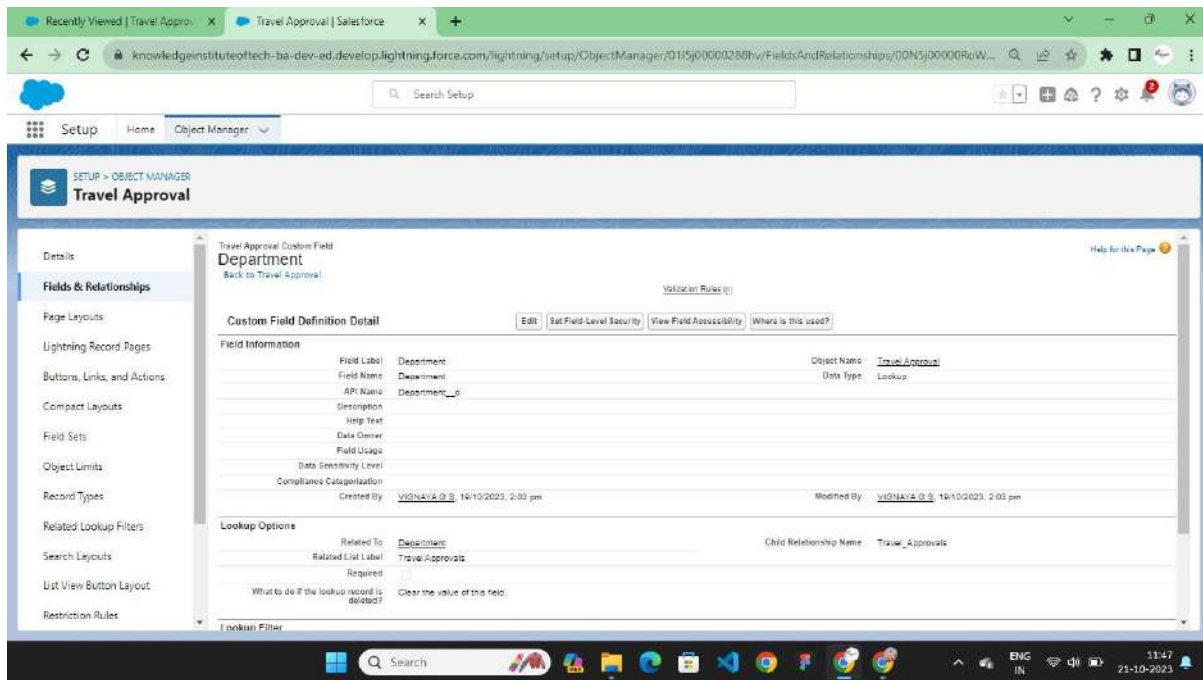 Recently Viewed | Travel Approv
Travel Approval | Salesforce
knowledgeinstituteoftech-ba-dev-ed.develop.lightning.force.com/lightning/setup/ObjectManager/01I5j00000288hv/FieldsAndRelationships/00N5j00000RoW...
Search Setup
Setup Home Object Manager
SETUP > OBJECT MANAGER
Travel Approval
Details
Fields & Relationships
Page Layouts
Lightning Record Pages
Buttons, Links, and Actions
Compact Layouts
Field Sets
Object Limits
Record Types
Related Lookup Filters
Search Layouts
List View Button Layout
Restriction Rules
Travel Approval Custom Field
Department
Back to Travel Approval
Help for this Page
Validation Rules [0]
Custom Field Definition Detail
Edit Set Field-Level Security View Field Accessibility Where is this used?
Field Information
Field Label Department Object Name Travel Approval
Field Name Department Data Type Lookup
API Name Department__c
Description
Help Text
Data Owner
Field Usage
Data Sensitivity Level
Compliance Categorization
Created By VIGNAYA G S, 19/10/2023, 2:03 pm Modified By VIGNAYA G S, 19/10/2023, 2:03 pm
Lookup Options
Related To Department Child Relationship Name Travel_Approvals
Related List Label Travel Approvals
Required
What to do if the lookup record is deleted? Clear the value of this field.
Lookup Filter
Search
ENG
IN
11:47
21-10-2023